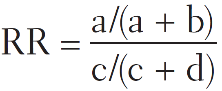 RR = a/(a + b)
c/(c + d)